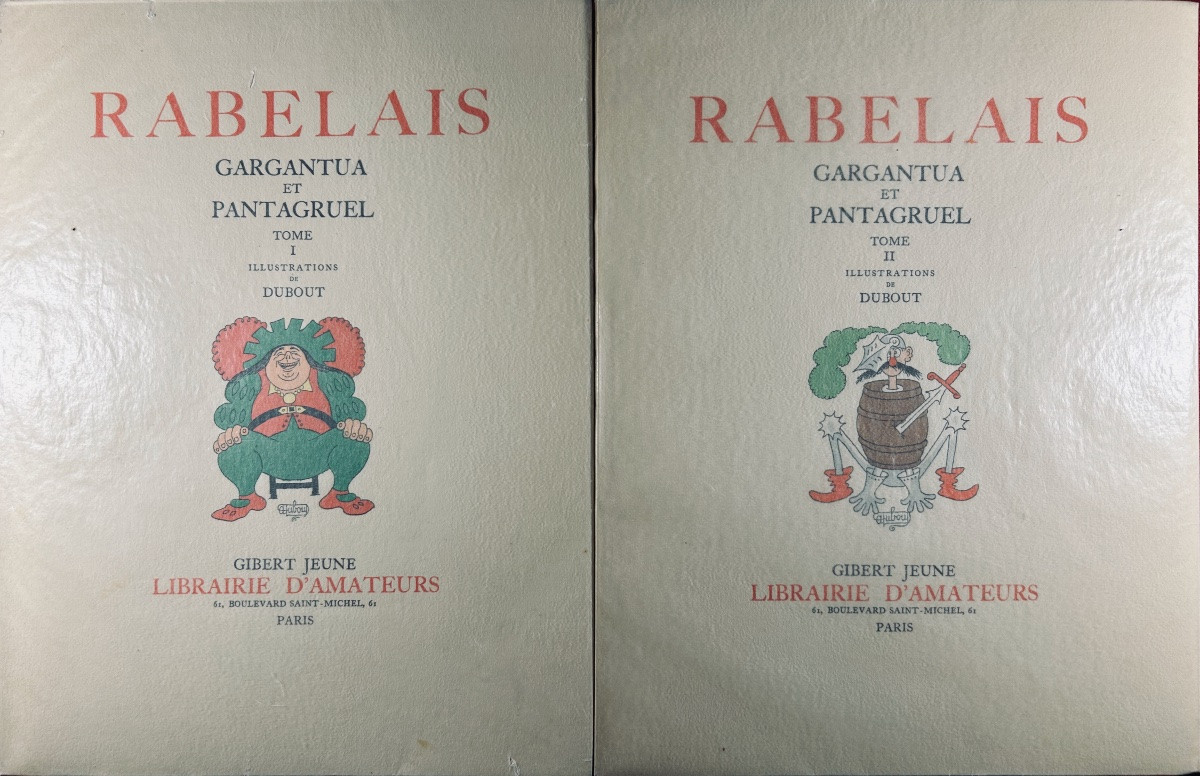 RABELAIS
GARGANTUA
ET
PANTAGRUEL
TOME
I
ILLUSTRATIONS
DE
DUBOUT
Dubout
GIBERT JEUNE
LIBRAIRIE D'AMATEURS
61, BOULEVARD SAINT-MICHEL, 61
PARIS
RABELAIS
GARGANTUA
ET
PANTAGRUEL
TOME
II
ILLUSTRATIONS
DE
DUBOUT
Dubout
GIBERT JEUNE
LIBRAIRIE D'AMATEURS
61, BOULEVARD SAINT-MICHEL, 61
PARIS